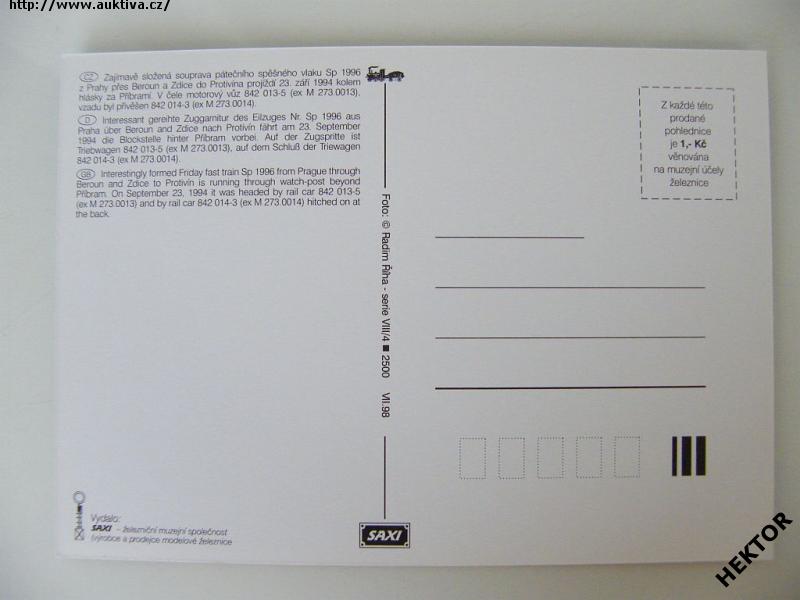 http://www.auktiva.cz/
CZ Zajímavě složená souprava pátečního spěšného vlaku Sp 1996
z Prahy přes Beroun a Zdice do Protivína projíždí 23. září 1994 kolem
hlásky za Příbramí. V čele motorový vůz 842 013-5 (ex M 273.0013),
vzadu byl přivěšen 842 014-3 (ex M 273.0014).
D Interessant gereihte Zuggarnitur des Eilzuges Nr. Sp 1996 aus
Praha über Beroun and Zdice nach Protivín fährt am 23. September
1994 die Blockstelle hinter Příbram vorbei. Auf der Zugspritze ist
Triebwagen 842 013-5 (ex M 273.0013), auf dem Schluß der Triewagen
842 014-3 (ex M 273.0014).
GB Interestingly formed Friday fast train Sp 1996 from Prague through
Beroun and Zdice to Protivín is running through watch-post beyond
Příbram. On September 23, 1994 it was headed by rail car 842 013-5
(ex M 273.0013) and by rail car 842 014-3 (ex M 273.0014) hitched on at
the back.
Foto: © Radim Říha - serie VIII/4 ■ 2500 VII.98
Z každé této
prodané
pohlednice
je 1,- Kč
věnována
na muzejní účely
železnice
Vydalo:
SAXI - železniční muzejní společnost
(výrobce a prodejce modelové železnice
SAXI
HEKTOR